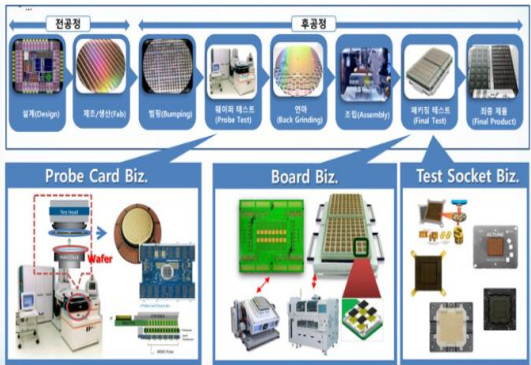 전공정
후공정
설계(Design)
제조/생산(Fab)
범핑(Bumping)
웨이퍼 테스트
(Probe Test)
연마
(Back Grinding)
조립(Assembly)
패키징 테스트
(Final Test)
최종 제품
(Final Product)
Probe Card Biz.
Board Biz.
Test Socket Biz.
Test Head
Wafer